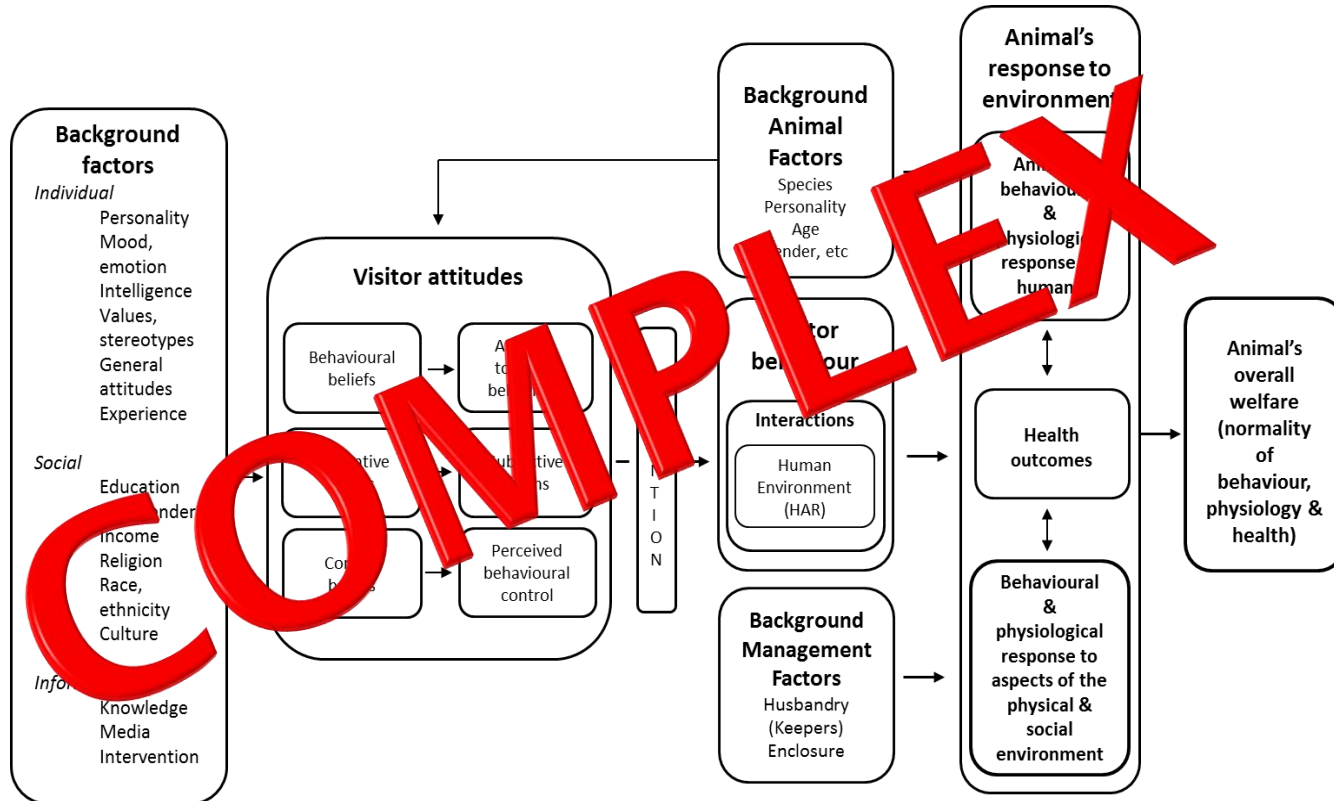 Background
factors
Individual
Personality
Mood,
emotion
Intelligence
Values,
stereotypes
General
attitudes
Experience
Social
Education
Income
Religion
Race,
ethnicity
Culture
Knowledge
Media
Intervention
Visitor attitudes
Behavioural
beliefs
Perceived
behavioural
control
N
T
I
O
N
Background
Animal
Factors
Species
Personality
Age
etc
Interactions
Human
Environment
(HAR)
Background
Management
Factors
Husbandry
(Keepers)
Enclosure
Animal's
response to
environment
&
Health
outcomes
Behavioural
&
physiological
response to
aspects of the
physical &
social
environment
Animal's
overall
welfare
(normality
of
behaviour,
physiology &
health)
COMPLEX